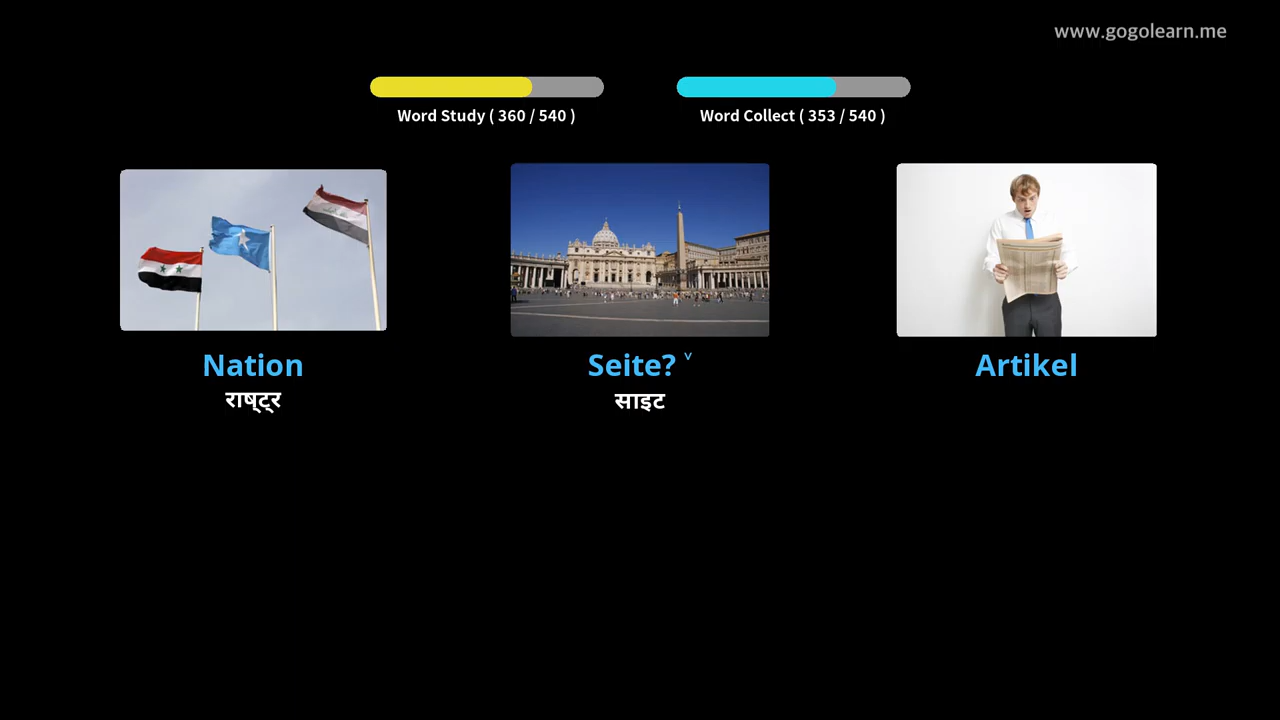 www.gogolearn.me
Word Study ( 360 / 540 )
Word Collect ( 353 / 540 )
Nation
Seite? ˅
Artikel
राष्ट्र
साइट